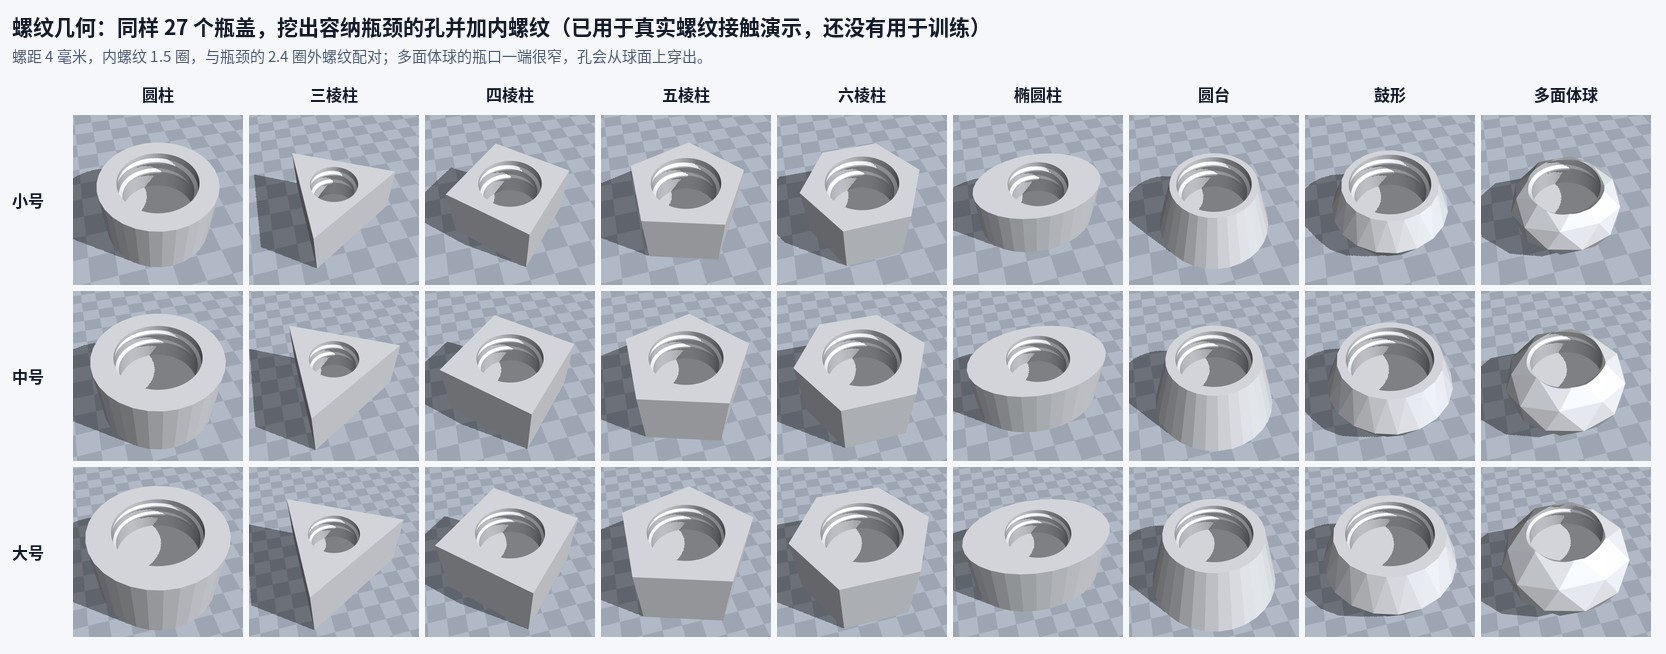 螺纹几何：同样 27 个瓶盖，挖出容纳瓶颈的孔并加内螺纹（已用于真实螺纹接触演示，还没有用于训练）
螺距 4 毫米，内螺纹 1.5 圈，与瓶颈的 2.4 圈外螺纹配对；多面体球的瓶口一端很窄，孔会从球面上穿出。
圆柱 三棱柱 四棱柱 五棱柱 六棱柱 椭圆柱 圆台 鼓形 多面体球
小号
中号
大号